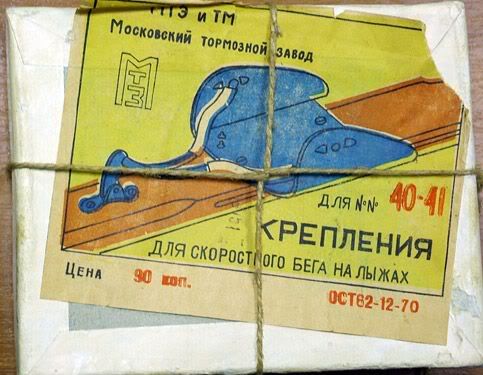 МТЭ и ТМ
Московский тормозной завод
МТЗ
для №№ 40-41
КРЕПЛЕНИЯ
для скоростного бега на лыжах
Цена 90 коп.
ОСТ62-12-70